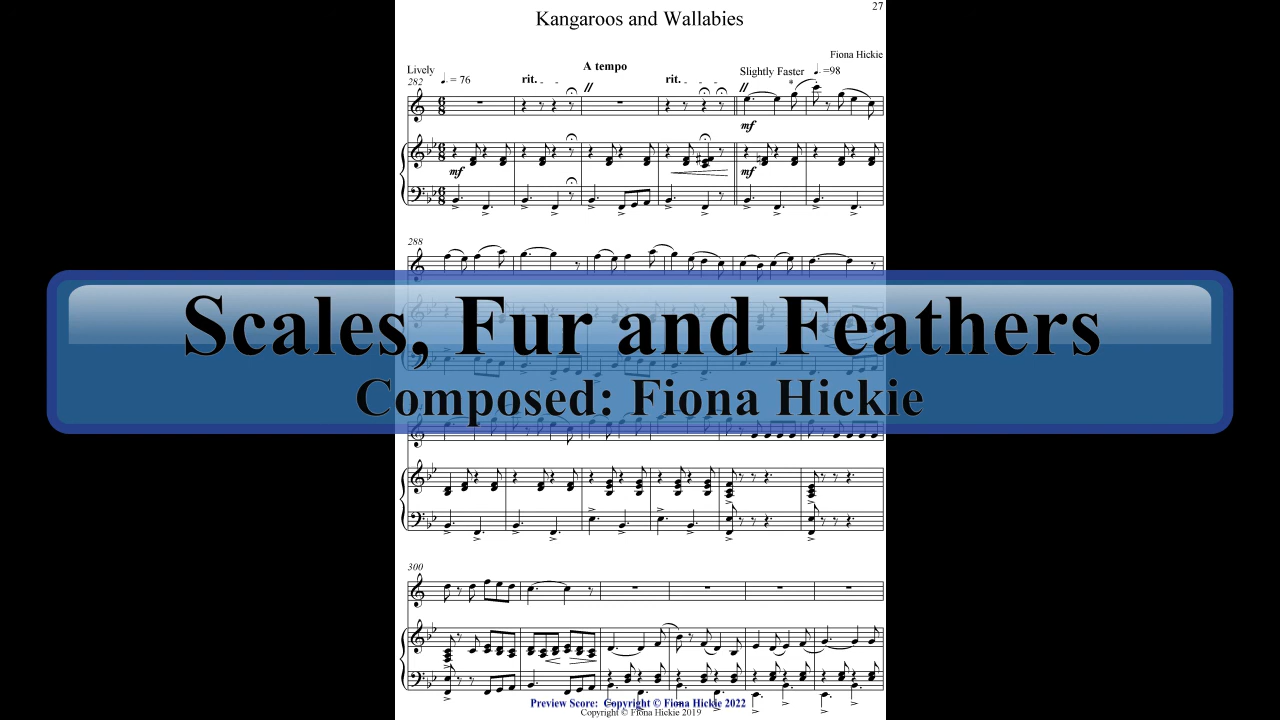 27
Kangaroos and Wallabies
Fiona Hickie
Lively
= 76
rit.
A tempo
rit.
Slightly Faster
=98
282
*
mf
mf
mf
288
Scales, Fur and Feathers
Composed: Fiona Hickie
300
Preview Score: Copyright © Fiona Hickie 2022
Copyright © Fiona Hickie 2019